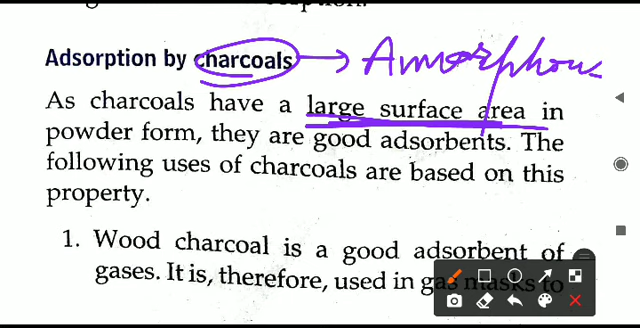 Adsorption by charcoals → Amorphous
As charcoals have a large surface area in
powder form, they are good adsorbents. The
following uses of charcoals are based on this
property.
1. Wood charcoal is a good adsorbent of
gases. It is, therefore, used in gas masks to